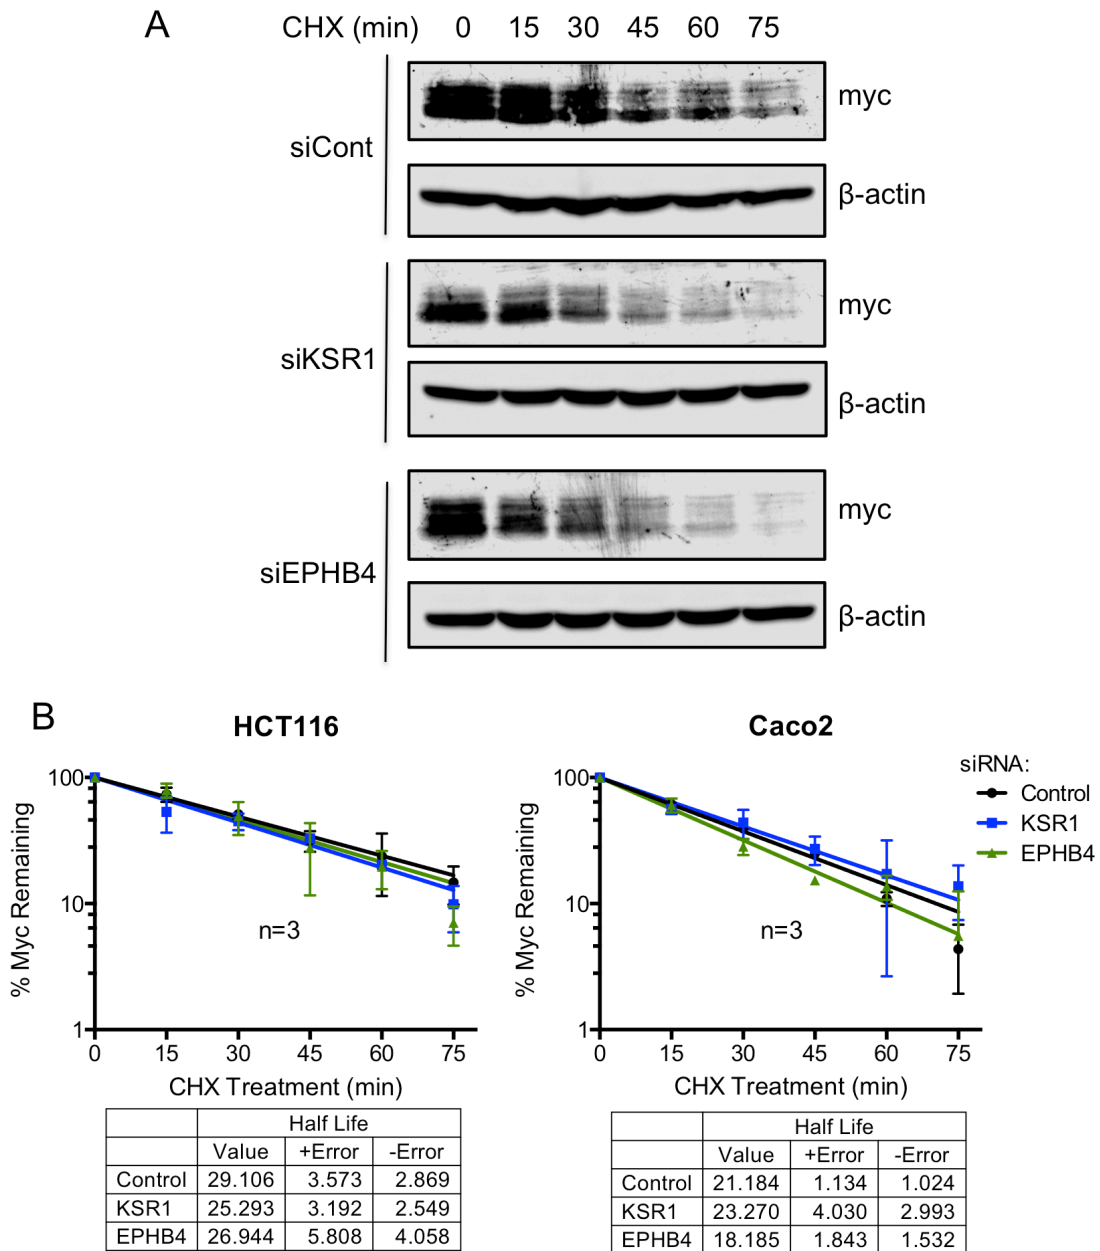 A
CHX (min) 0 15 30 45 60 75
siCont
myc
β-actin
siKSR1
myc
β-actin
siEPHB4
myc
β-actin
B
HCT116
% Myc Remaining
100
10
1
n=3
0 15 30 45 60 75
CHX Treatment (min)
Half Life
Value +Error -Error
Control 29.106 3.573 2.869
KSR1 25.293 3.192 2.549
EPHB4 26.944 5.808 4.058
Caco2
% Myc Remaining
100
10
1
n=3
0 15 30 45 60 75
CHX Treatment (min)
siRNA:
Control
KSR1
EPHB4
Half Life
Value +Error -Error
Control 21.184 1.134 1.024
KSR1 23.270 4.030 2.993
EPHB4 18.185 1.843 1.532